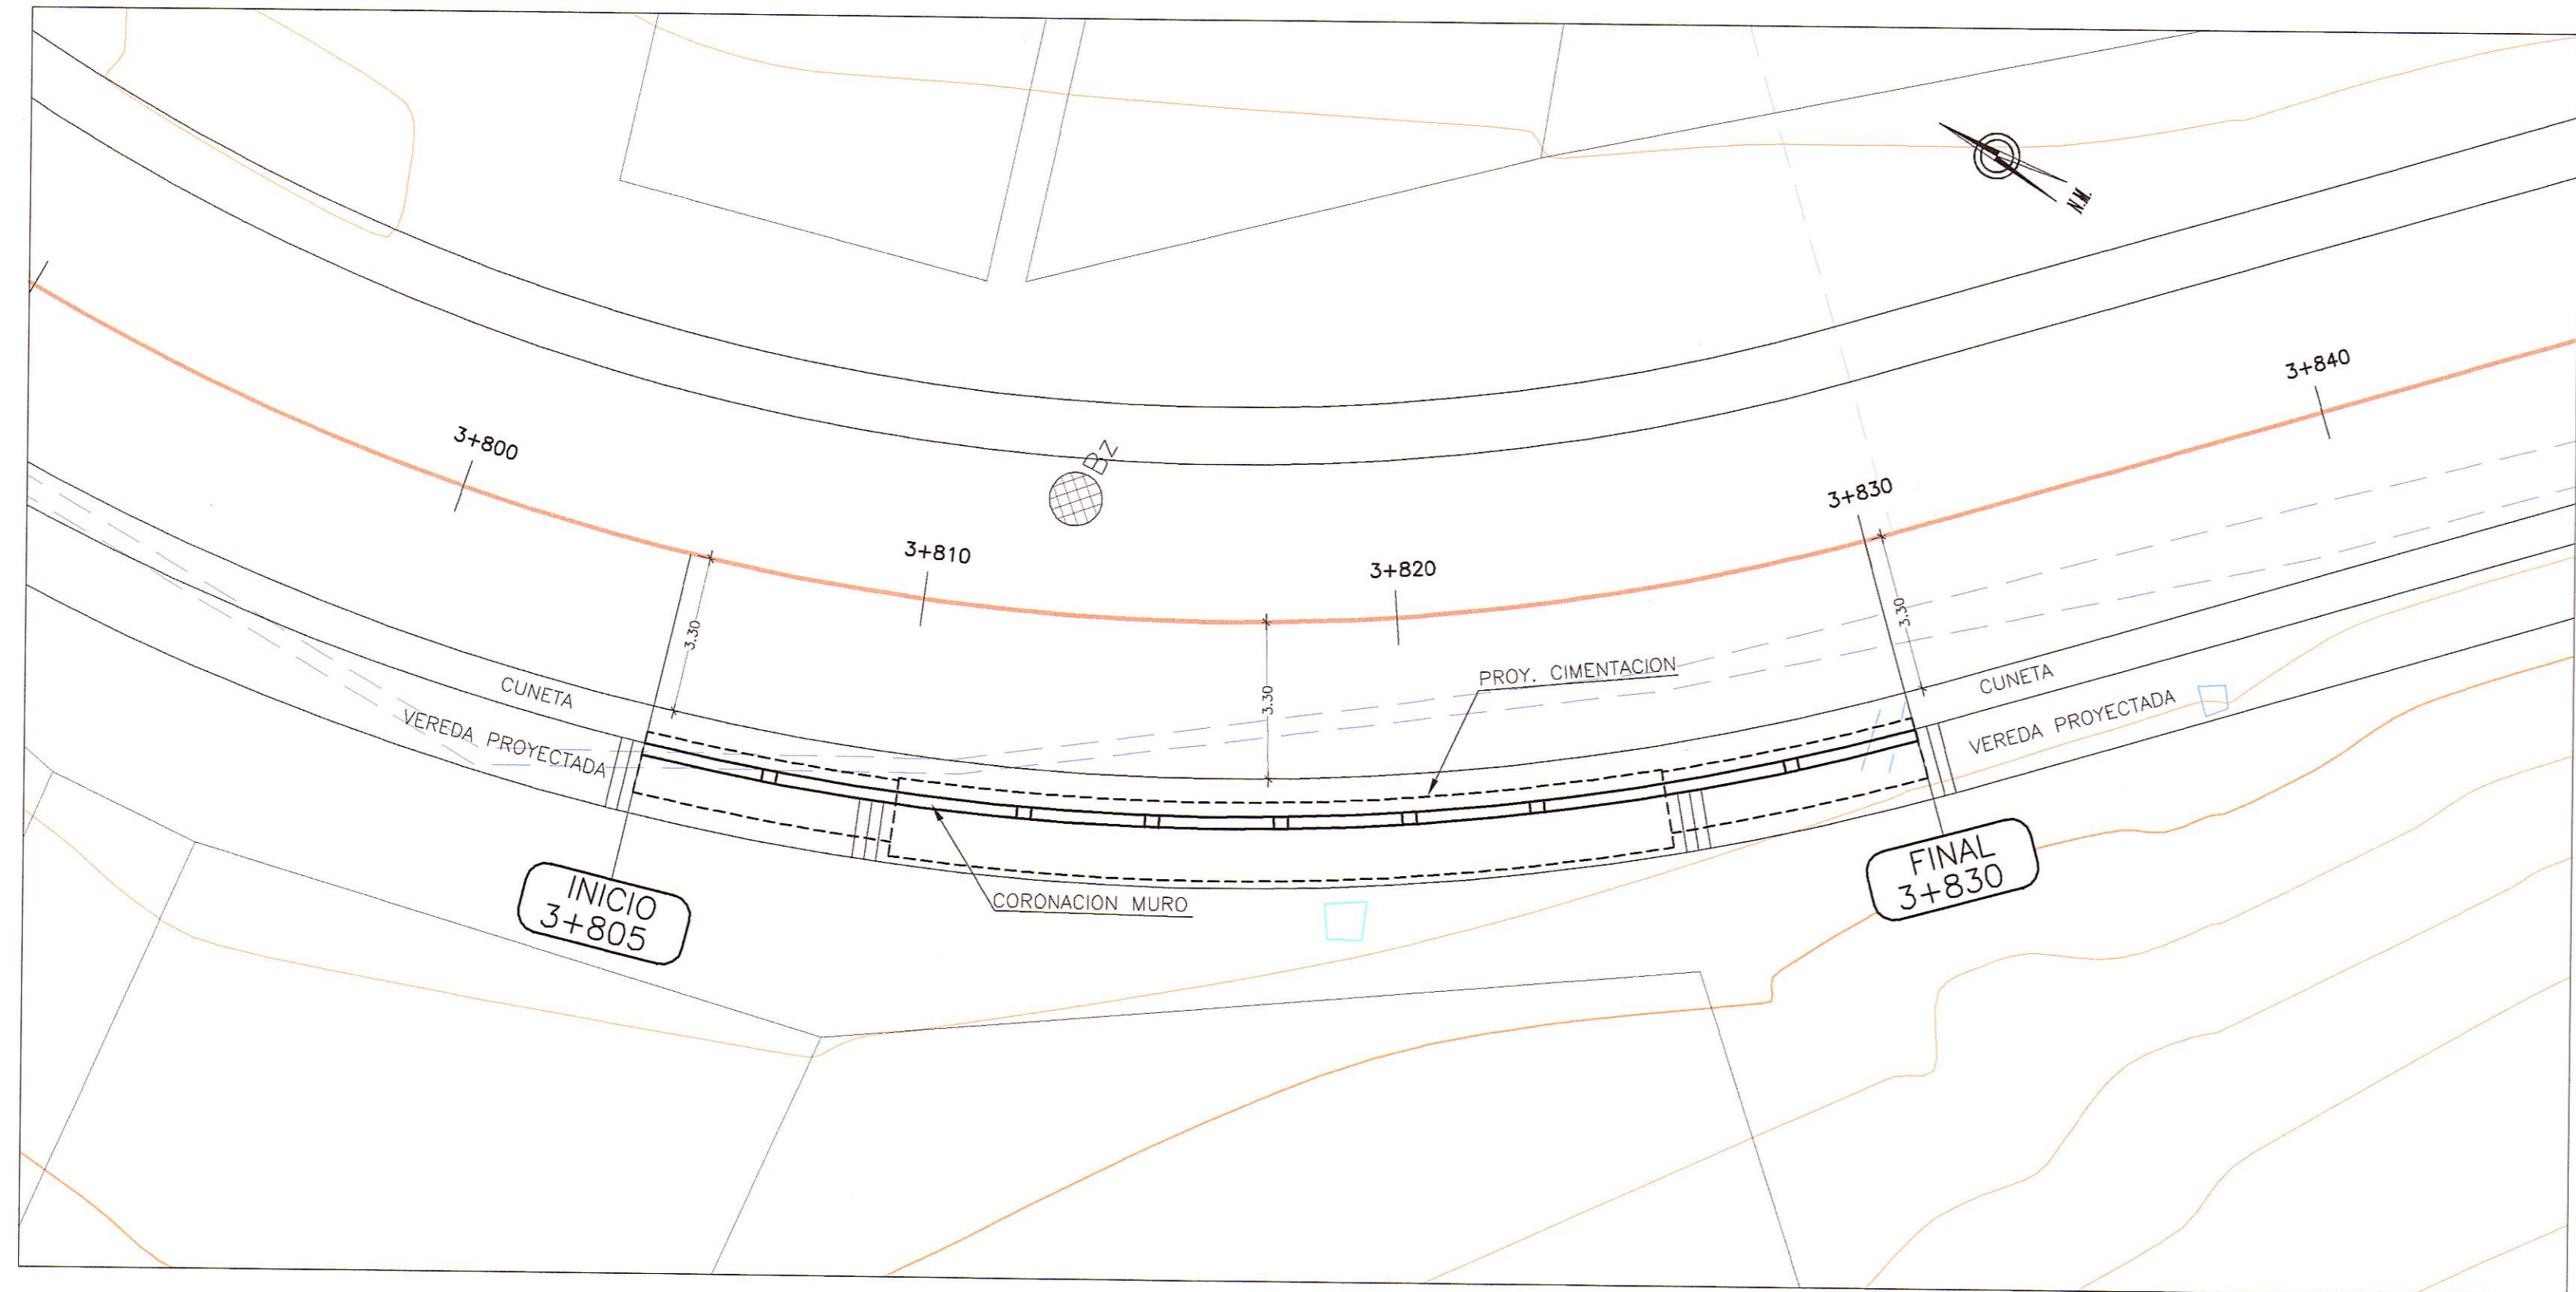 N.M.
3+840
3+800
BZ
3+830
3+810
3+820
3.30
3.30
3.30
PROY. CIMENTACION
CUNETA
CUNETA
VEREDA PROYECTADA
VEREDA PROYECTADA
CORONACION MURO
INICIO
3+805
FINAL
3+830